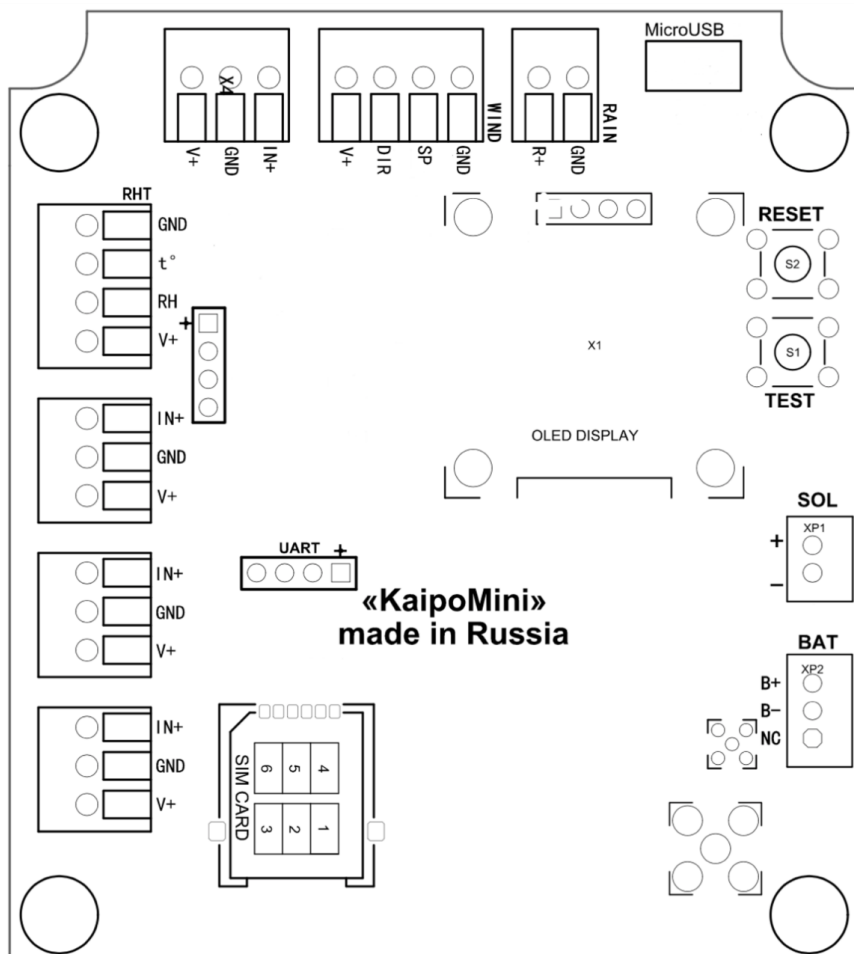 MicroUSB
X4
V+
GND
IN+
WIND
V+
DIR
SP
GND
RAIN
R+
GND
RHT
GND
t°
RH
V+
+
IN+
GND
V+
IN+
GND
V+
IN+
GND
V+
RESET
S2
S1
TEST
X1
OLED DISPLAY
SOL
XP1
+
−
UART +
«KaipoMini»
made in Russia
BAT
XP2
B+
B-
NC
SIM CARD
6 5 4
3 2 1